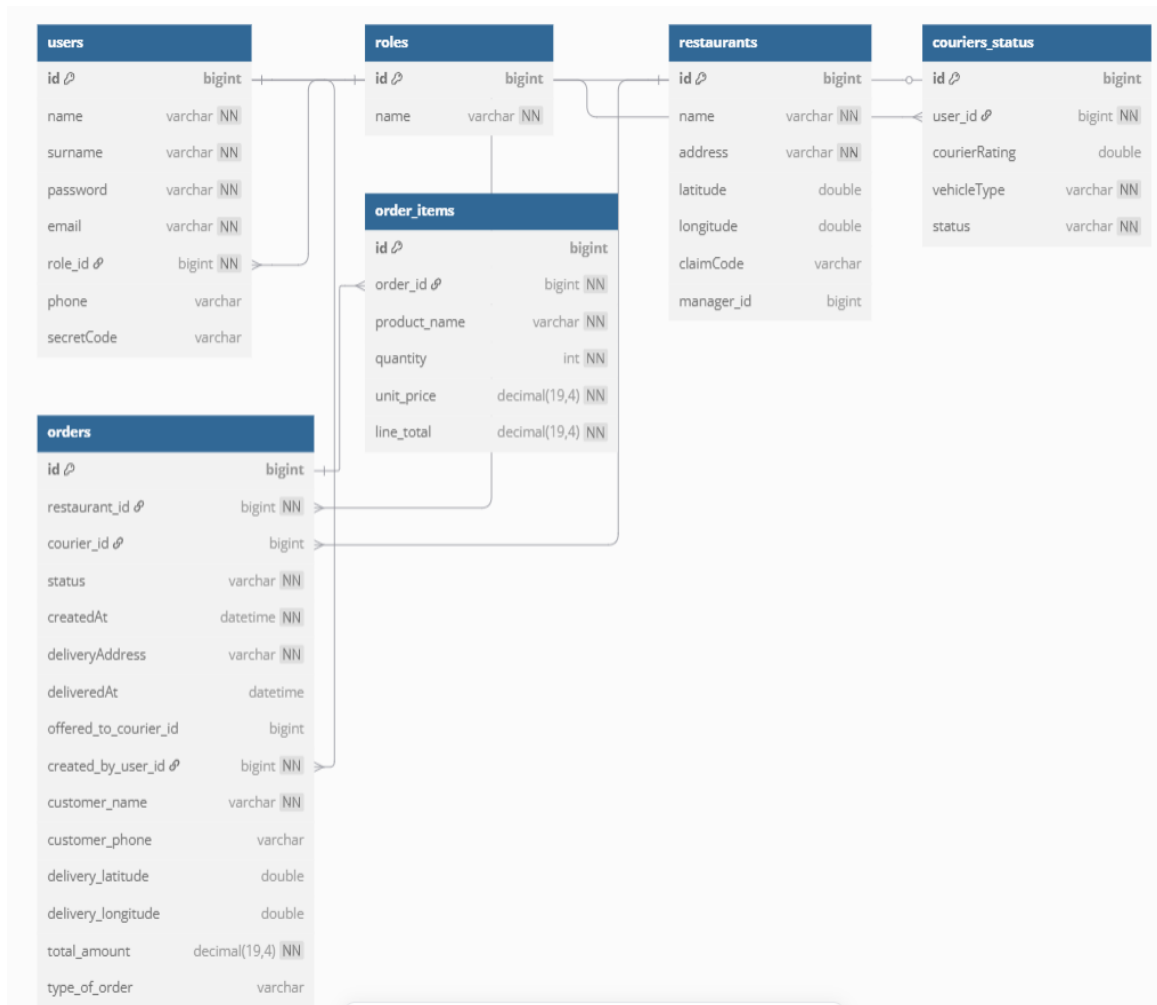 users
id bigint
name varchar NN
surname varchar NN
password varchar NN
email varchar NN
role_id bigint NN
phone varchar
secretCode varchar
roles
id bigint
name varchar NN
restaurants
id bigint
name varchar NN
address varchar NN
latitude double
longitude double
claimCode varchar
manager_id bigint
couriers_status
id bigint
user_id bigint NN
courierRating double
vehicleType varchar NN
status varchar NN
order_items
id bigint
order_id bigint NN
product_name varchar NN
quantity int NN
unit_price decimal(19,4) NN
line_total decimal(19,4) NN
orders
id bigint
restaurant_id bigint NN
courier_id bigint
status varchar NN
createdAt datetime NN
deliveryAddress varchar NN
deliveredAt datetime
offered_to_courier_id bigint
created_by_user_id bigint NN
customer_name varchar NN
customer_phone varchar
delivery_latitude double
delivery_longitude double
total_amount decimal(19,4) NN
type_of_order varchar